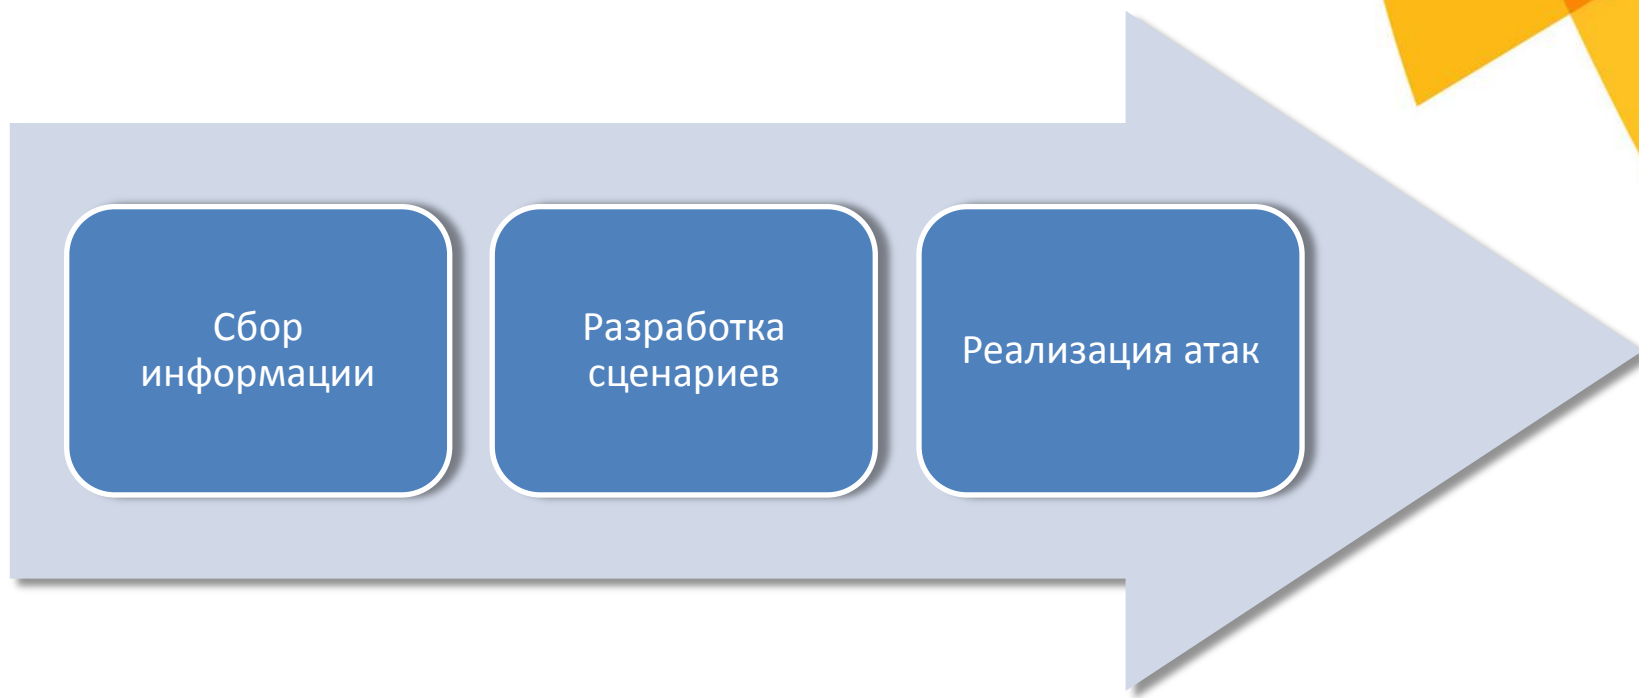 Сбор
информации
Разработка
сценариев
Реализация атак